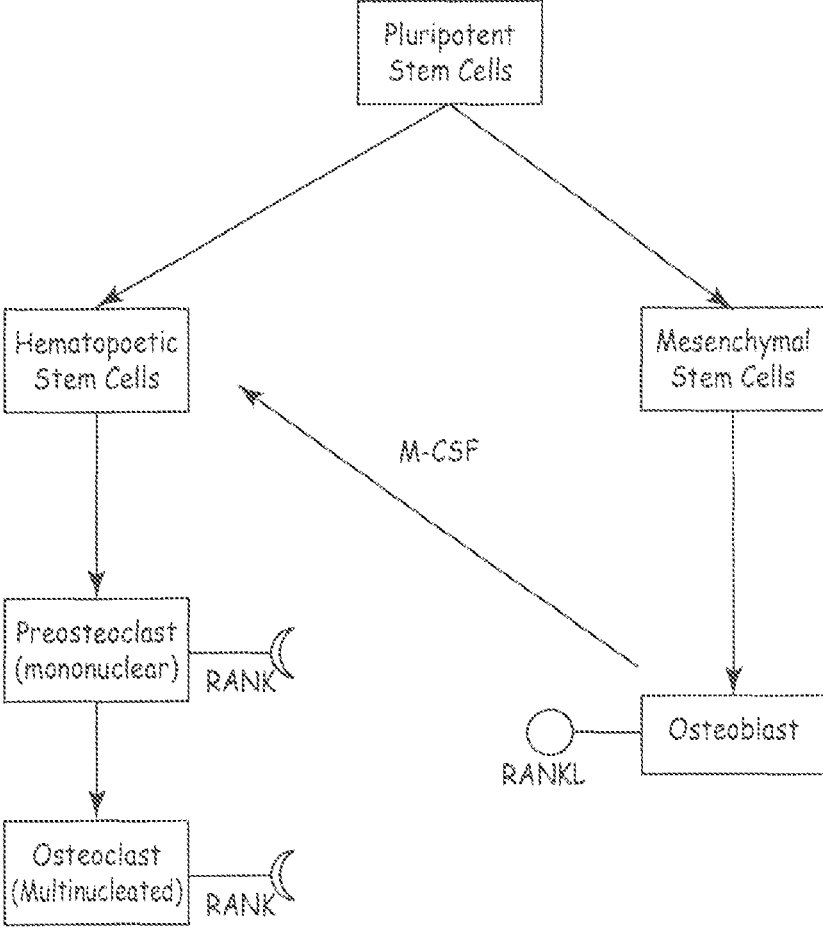 Pluripotent
Stem Cells
Hematopoetic
Stem Cells
Mesenchymal
Stem Cells
M-CSF
Preosteoclast
(mononuclear)
RANK
Osteoblast
RANKL
Osteoclast
(Multinucleated)
RANK